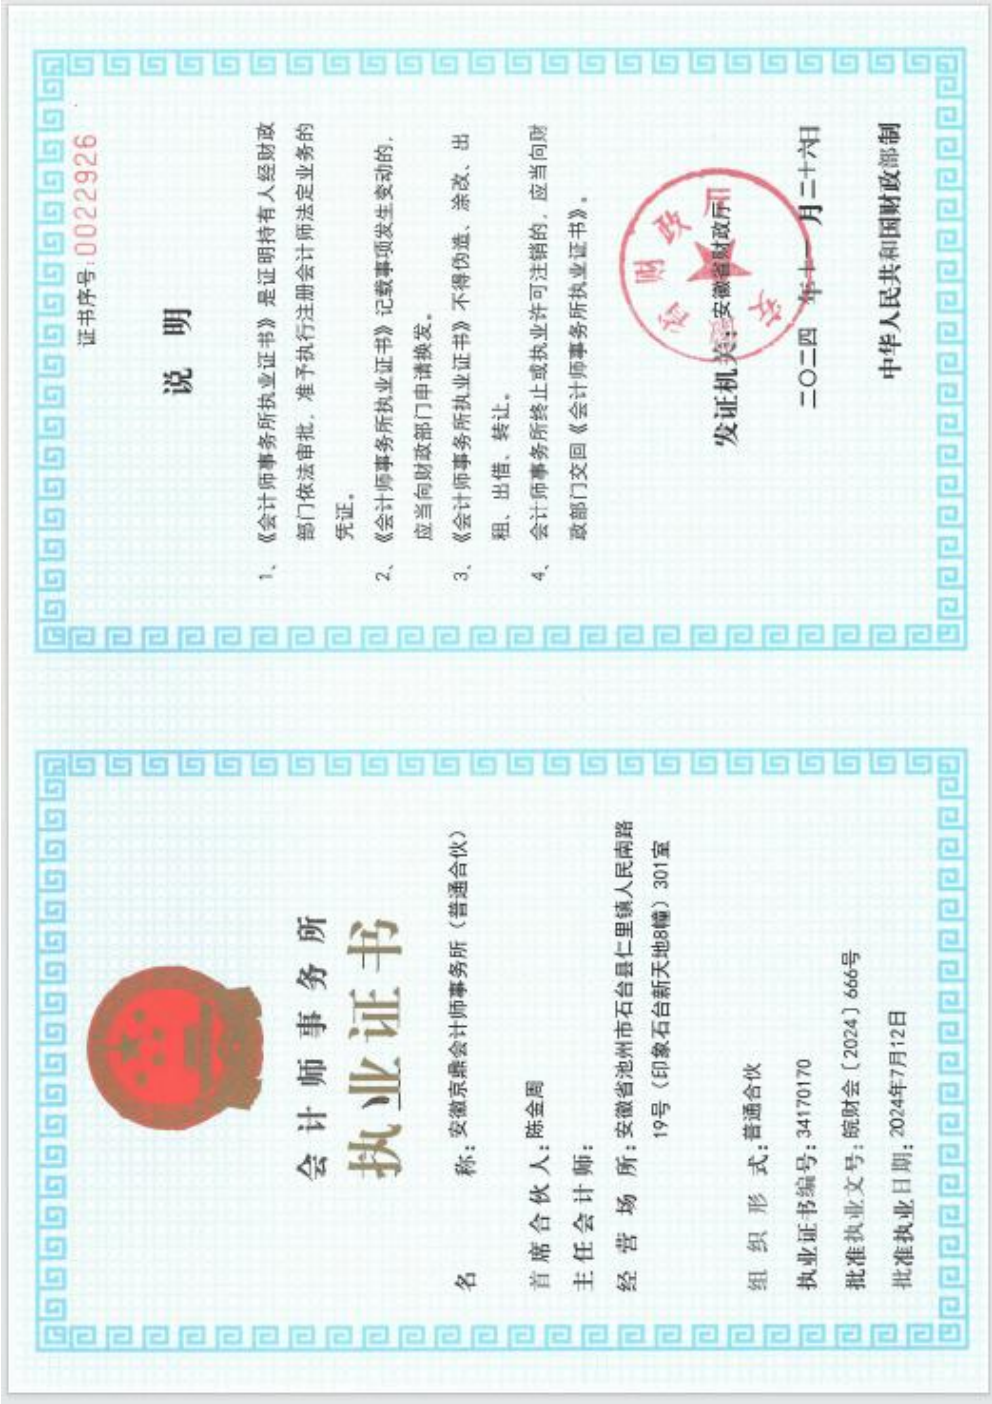 会计师事务所
执业证书
名称：安徽京鼎会计师事务所（普通合伙）
首席合伙人：陈金周
主任会计师：
经营场所：安徽省池州市石台县仁里镇人民南路
19号（印象石台新天地8幢）301室
组织形式：普通合伙
执业证书编号：34170170
批准执业文号：皖财会〔2024〕666号
批准执业日期：2024年7月12日
证书序号：0022926
说明
1、《会计师事务所执业证书》是证明持有人经财政
部门依法审批，准予执行注册会计师法定业务的
凭证。
2、《会计师事务所执业证书》记载事项发生变动的，
应当向财政部门申请换发。
3、《会计师事务所执业证书》不得伪造、涂改、出
租、出借、转让。
4、会计师事务所终止或执业许可注销的，应当向财
政部门交回《会计师事务所执业证书》。
发证机关：安徽省财政厅
二〇二四年十一月二十六日
中华人民共和国财政部制
安徽省财政厅